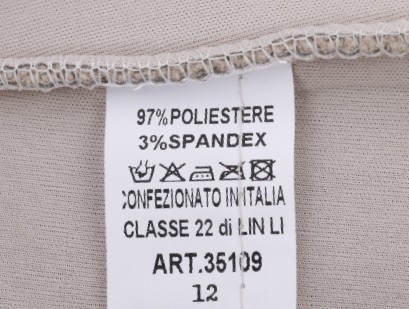 97% POLIESTERE
3% SPANDEX
CONFEZIONATO IN ITALIA
CLASSE 22 di LIN LI
ART.35109
12